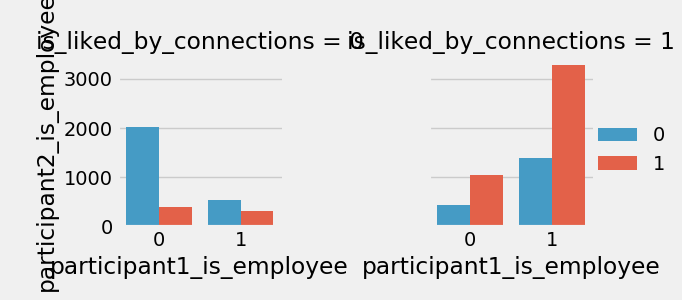 is_liked_by_connections = 0
is_liked_by_connections = 1
participant2_is_employee
3000
2000
1000
0
0
1
0
1
participant1_is_employee
participant1_is_employee
0
1